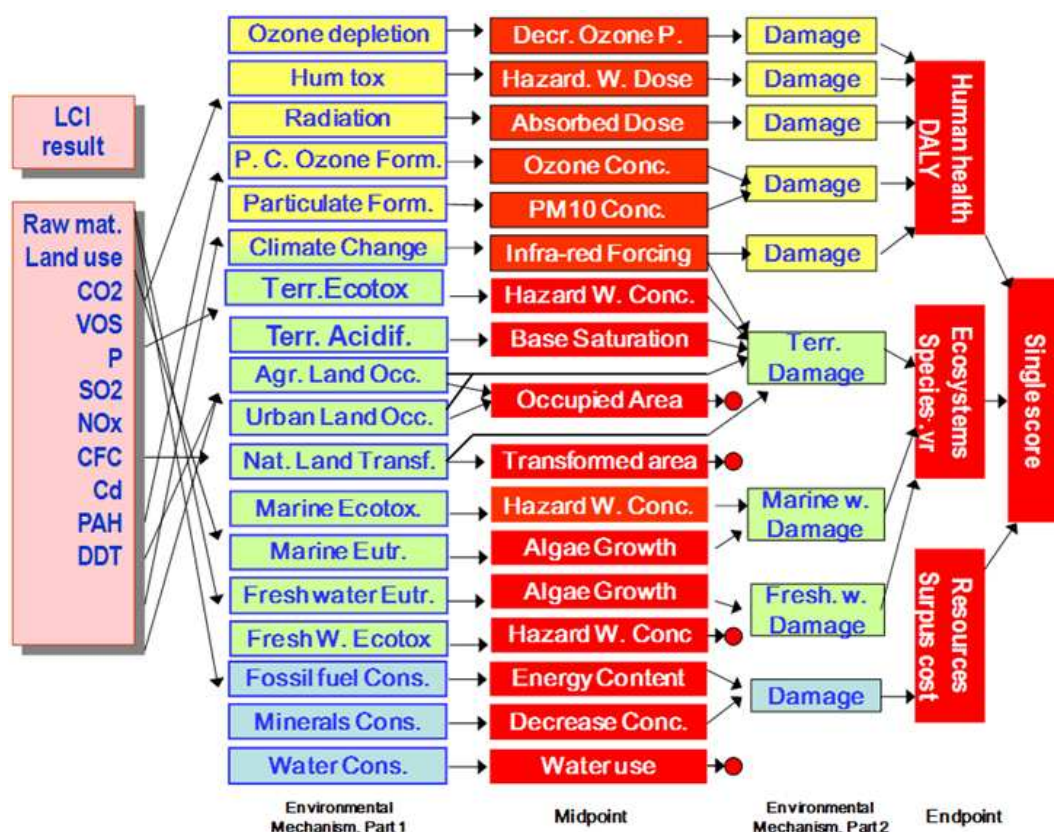 LCI
result
Raw mat.
Land use
CO2
VOS
P
SO2
NOx
CFC
Cd
PAH
DDT
Ozone depletion
Hum tox
Radiation
P. C. Ozone Form.
Particulate Form.
Climate Change
Terr.Ecotox
Terr. Acidif.
Agr. Land Occ.
Urban Land Occ.
Nat. Land Transf.
Marine Ecotox.
Marine Eutr.
Freshwater Eutr.
Fresh W. Ecotox
Fossil fuel Cons.
Minerals Cons.
Water Cons.
Environmental
Mechanism. Part 1
Decr. Ozone P.
Hazard. W. Dose
Absorbed Dose
Ozone Conc.
PM10 Conc.
Infra-red Forcing
Hazard W. Conc.
Base Saturation
Occupied Area
Transformed area
Hazard W. Conc.
Algae Growth
Algae Growth
Hazard W. Conc
Energy Content
Decrease Conc.
Water use
Midpoint
Damage
Damage
Damage
Damage
Damage
Terr.
Damage
Marine w.
Damage
Fresh. w.
Damage
Damage
Environmental
Mechanism. Part 2
Human health
DALY
Ecosystems
Species.yr
Resources
Surpus cost
Endpoint
Single score